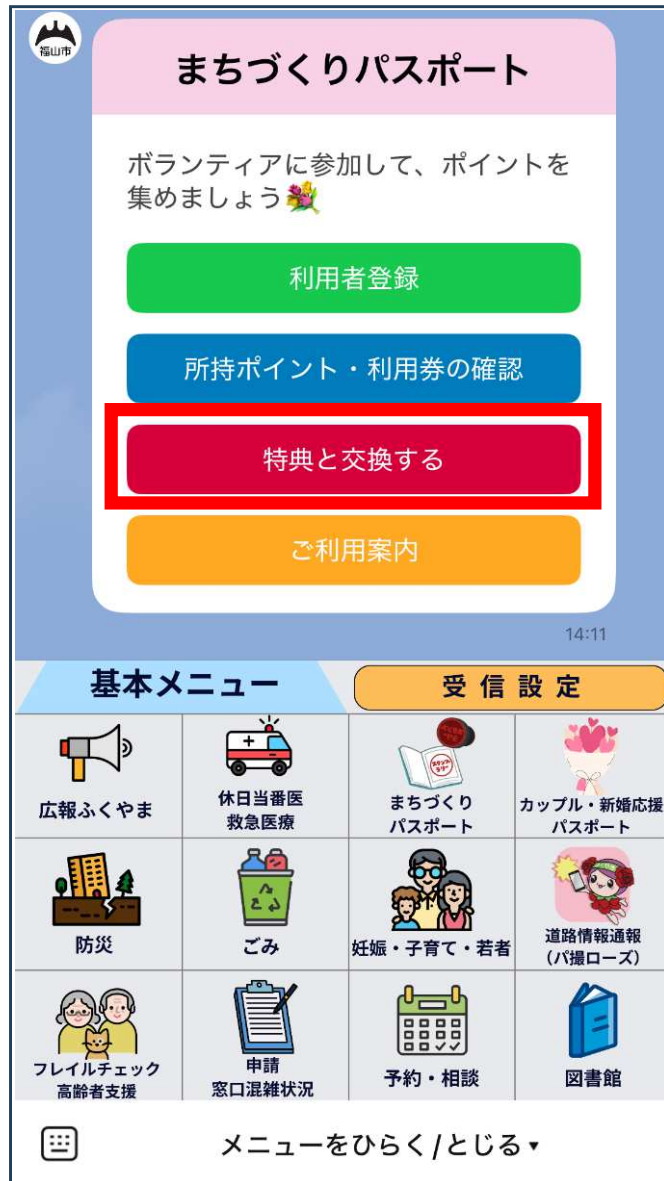 福山市
まちづくりパスポート
ボランティアに参加して、ポイントを
集めましょう
利用者登録
所持ポイント・利用券の確認
特典と交換する
ご利用案内
14:11
基本メニュー
受信設定
広報ふくやま
休日当番医
救急医療
まちづくり
パスポート
カップル・新婚応援
パスポート
防災
ごみ
妊娠・子育て・若者
道路情報通報
(パ撮ローズ)
フレイルチェック
高齢者支援
申請
窓口混雑状況
予約・相談
図書館
メニューをひらく/とじる▼